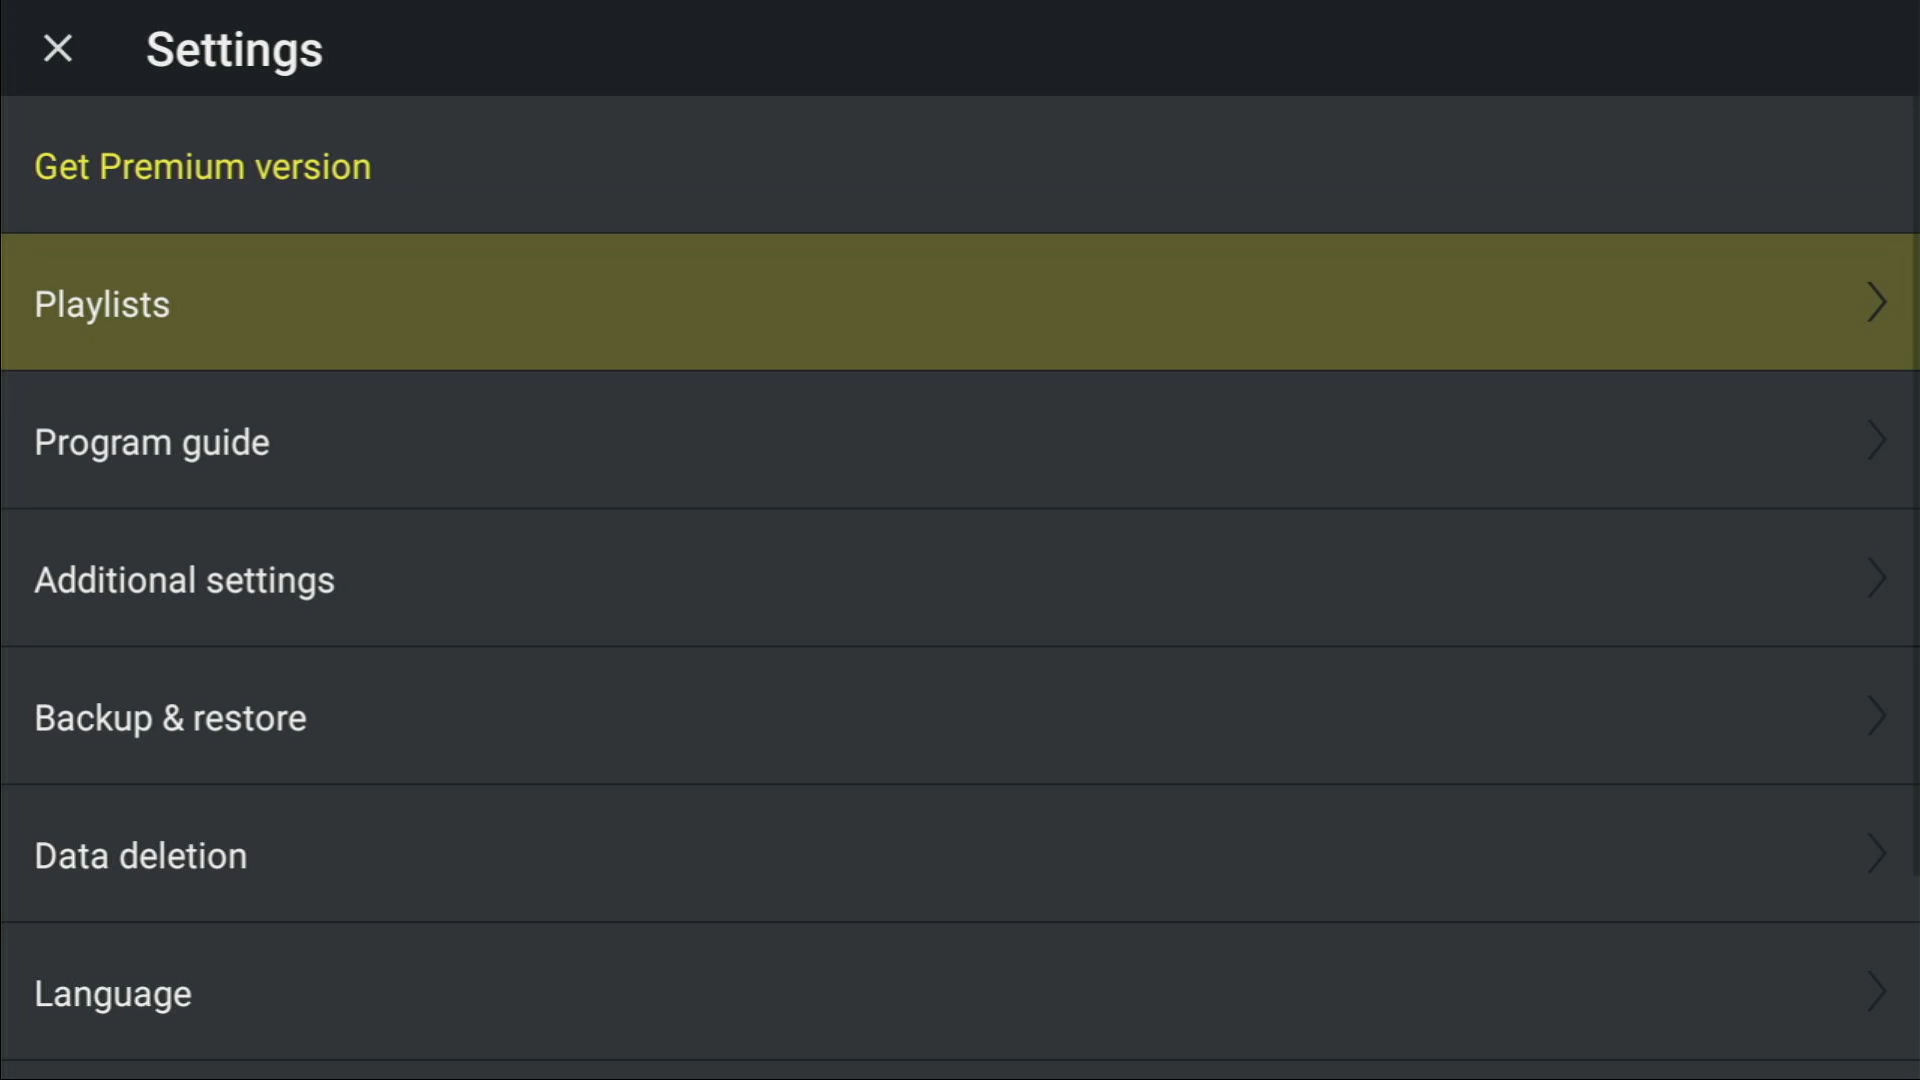 Settings
Get Premium version
Playlists
Program guide
Additional settings
Backup & restore
Data deletion
Language